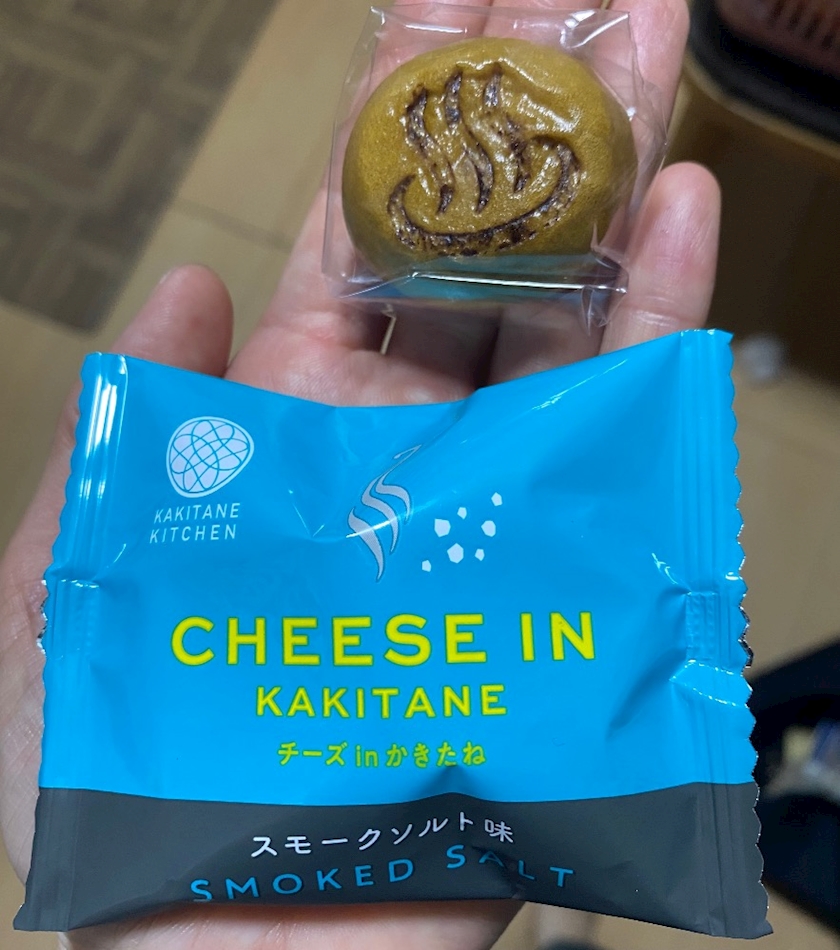 KAKITANE
KITCHEN
CHEESE IN
KAKITANE
チーズinかきたね
スモークソルト味
SMOKED SALT